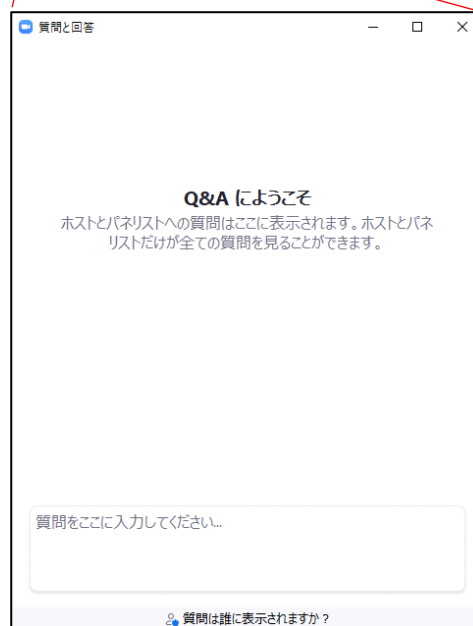 質問と回答
Q&A にようこそ
ホストとパネリストへの質問はここに表示されます。ホストとパネ
リストだけが全ての質問を見ることができます。
質問をここに入力してください...
質問は誰に表示されますか？